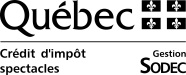 Québec
Crédit d'impôt
spectacles
Gestion
SODEC